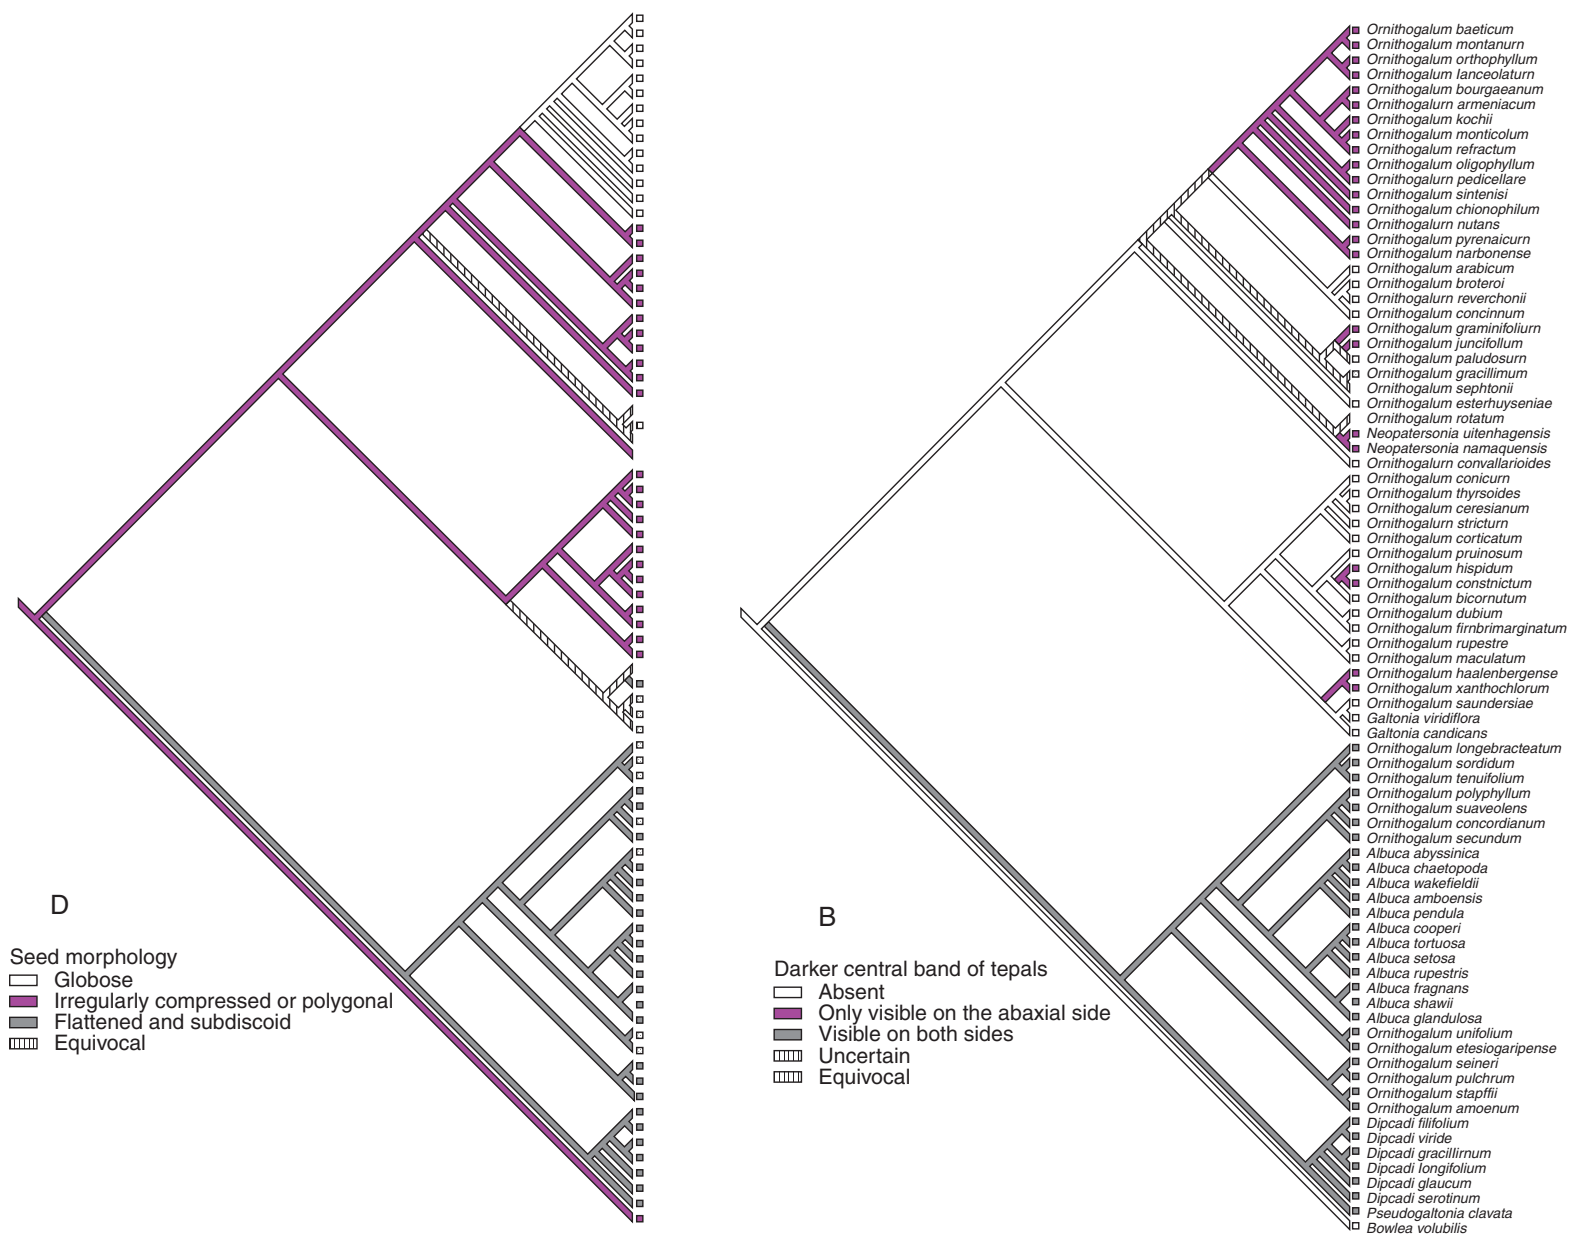 D
Seed morphology
Globose
Irregularly compressed or polygonal
Flattened and subdiscoid
Equivocal
B
Darker central band of tepals
Absent
Only visible on the abaxial side
Visible on both sides
Uncertain
Equivocal
Ornithogalum baeticum
Ornithogalum montanurn
Ornithogalum orthophyllum
Ornithogalum lanceolaturn
Ornithogalum bourgaeanum
Ornithogalurn armeniacum
Ornithogalum kochii
Ornithogalum monticolum
Ornithogalum refractum
Ornithogalum oligophyllum
Ornithogalurn pedicellare
Ornithogalum sintenisi
Ornithogalum chionophilum
Ornithogalurn nutans
Ornithogalum pyrenaicurn
Ornithogalum narbonense
Ornithogalum arabicum
Ornithogalum broteroi
Ornithogalurn reverchonii
Ornithogalum concinnum
Ornithogalum graminifoliurn
Ornithogalum juncifollum
Ornithogalum paludosurn
Ornithogalum gracillimum
Ornithogalum sephtonii
Ornithogalum esterhuyseniae
Ornithogalum rotatum
Neopatersonia uitenhagensis
Neopatersonia namaquensis
Ornithogalurn convallarioides
Ornithogalum conicurn
Ornithogalum thyrsoides
Ornithogalum ceresianum
Ornithogalurn stricturn
Ornithogalum corticatum
Ornithogalum pruinosum
Ornithogalum hispidum
Ornithogalum constnictum
Ornithogalum bicornutum
Ornithogalum dubium
Ornithogalum firnbrimarginatum
Ornithogalum rupestre
Ornithogalum maculatum
Ornithogalum haalenbergense
Ornithogalum xanthochlorum
Ornithogalum saundersiae
Galtonia viridiflora
Galtonia candicans
Ornithogalum longebracteatum
Ornithogalum sordidum
Ornithogalum tenuifolium
Ornithogalum polyphyllum
Ornithogalum suaveolens
Ornithogalum concordianum
Ornithogalum secundum
Albuca abyssinica
Albuca chaetopoda
Albuca wakefieldii
Albuca amboensis
Albuca pendula
Albuca cooperi
Albuca tortuosa
Albuca setosa
Albuca rupestris
Albuca fragnans
Albuca shawii
Albuca glandulosa
Ornithogalum unifolium
Ornithogalum etesiogaripense
Ornithogalum seineri
Ornithogalum pulchrum
Ornithogalum stapffii
Ornithogalum amoenum
Dipcadi filifolium
Dipcadi viride
Dipcadi gracillirnum
Dipcadi longifolium
Dipcadi glaucum
Dipcadi serotinum
Pseudogaltonia clavata
Bowlea volubilis